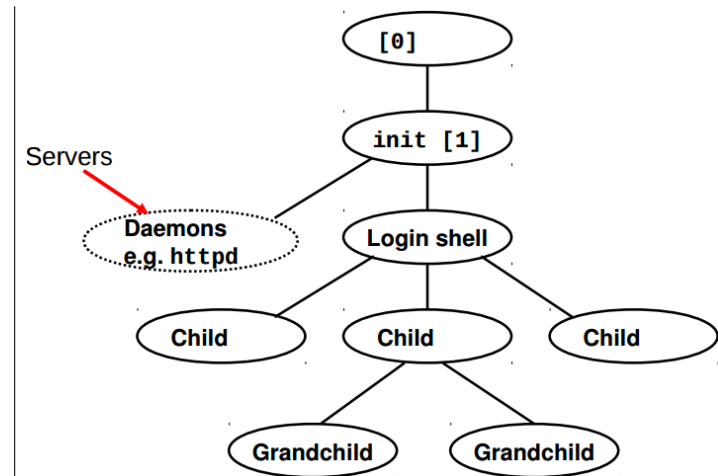 [0]
init [1]
Servers
Daemons
e.g. httpd
Login shell
Child
Child
Child
Grandchild
Grandchild